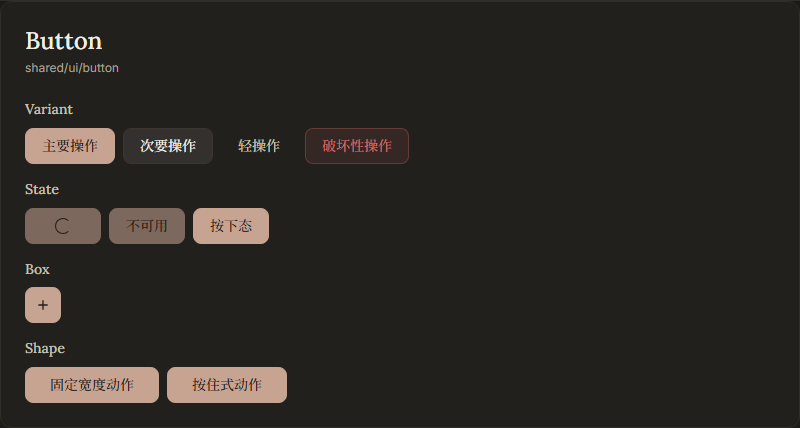 Button
shared/ui/button
Variant
主要操作 次要操作 轻操作 破坏性操作
State
不可用 按下态
Box
+
Shape
固定宽度动作 按住式动作